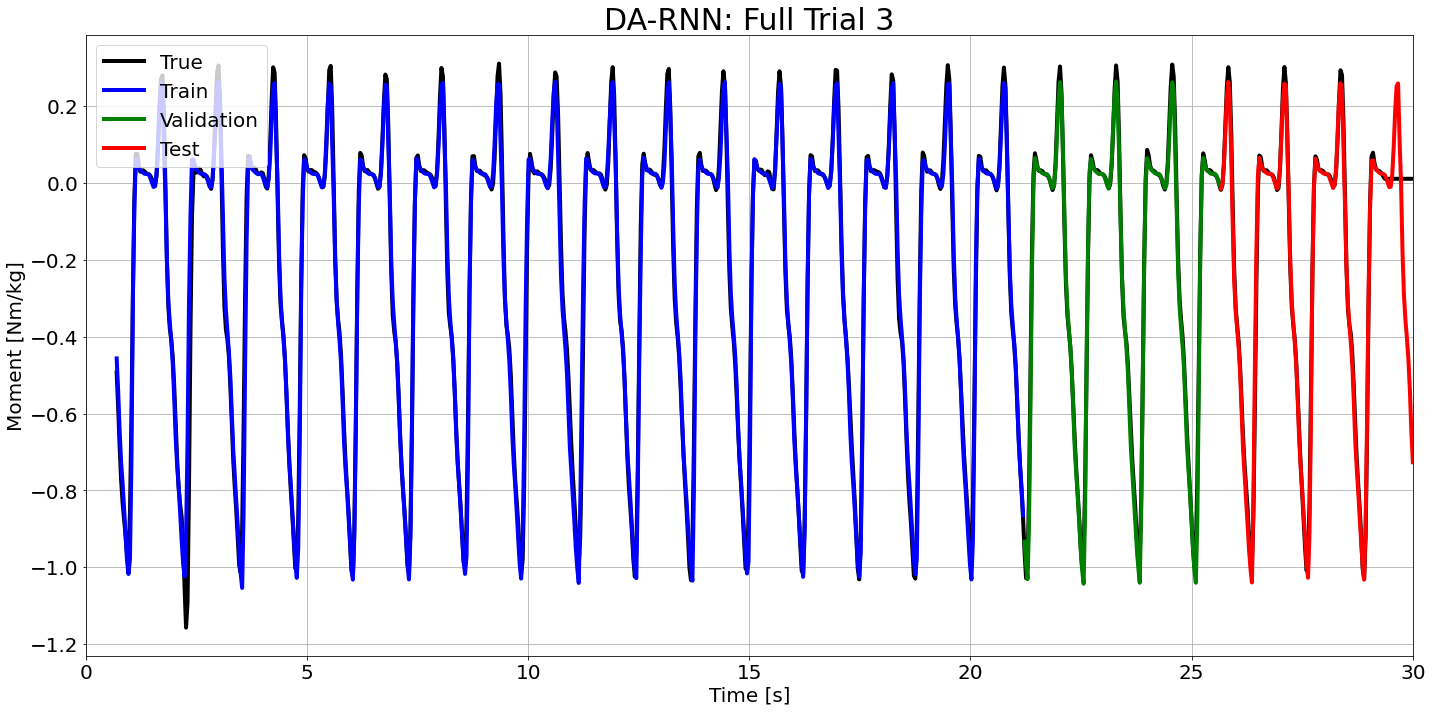 DA-RNN: Full Trial 3
True
Train
Validation
Test
Moment [Nm/kg]
0.2
0.0
−0.2
−0.4
−0.6
−0.8
−1.0
−1.2
0 5 10 15 20 25 30
Time [s]